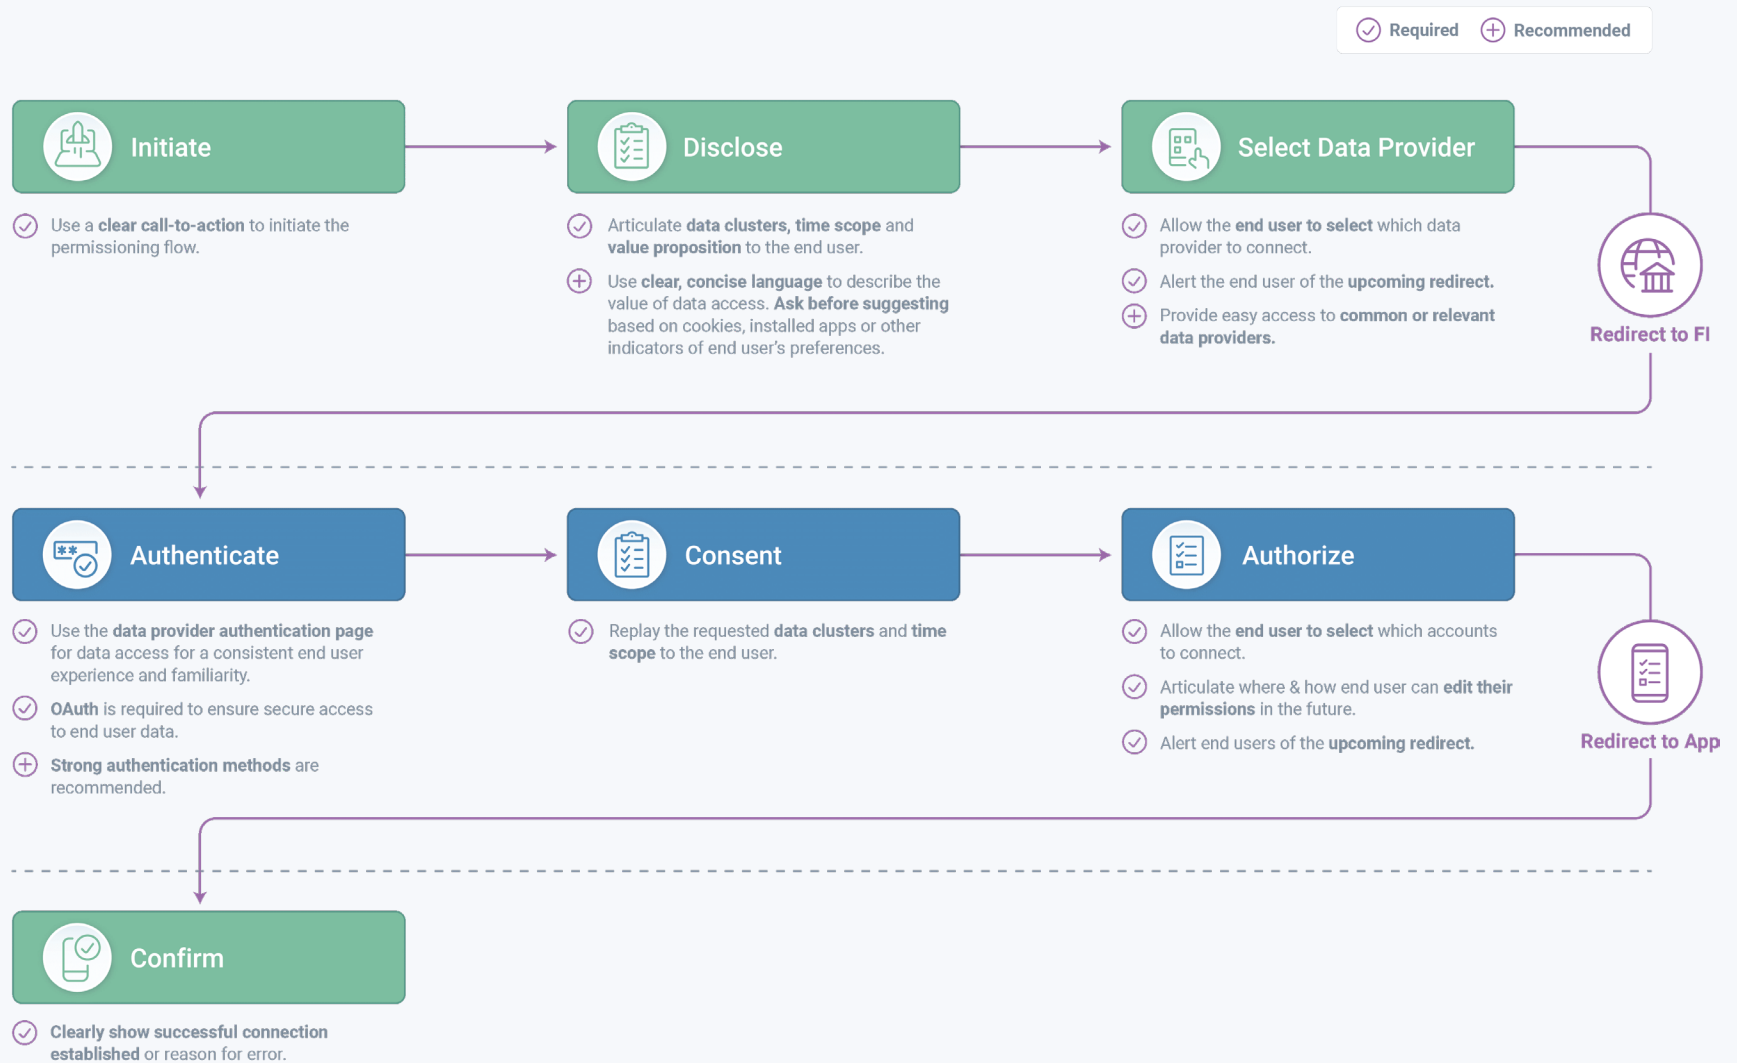 Required
Recommended
Initiate
Use a clear call-to-action to initiate the
permissioning flow.
Disclose
Articulate data clusters, time scope and
value proposition to the end user.
Use clear, concise language to describe the
value of data access. Ask before suggesting
based on cookies, installed apps or other
indicators of end user’s preferences.
Select Data Provider
Allow the end user to select which data
provider to connect.
Alert the end user of the upcoming redirect.
Provide easy access to common or relevant
data providers.
Redirect to FI
Authenticate
Use the data provider authentication page
for data access for a consistent end user
experience and familiarity.
OAuth is required to ensure secure access
to end user data.
Strong authentication methods are
recommended.
Consent
Replay the requested data clusters and time
scope to the end user.
Authorize
Allow the end user to select which accounts
to connect.
Articulate where & how end user can edit their
permissions in the future.
Alert end users of the upcoming redirect.
Redirect to App
Confirm
Clearly show successful connection
established or reason for error.